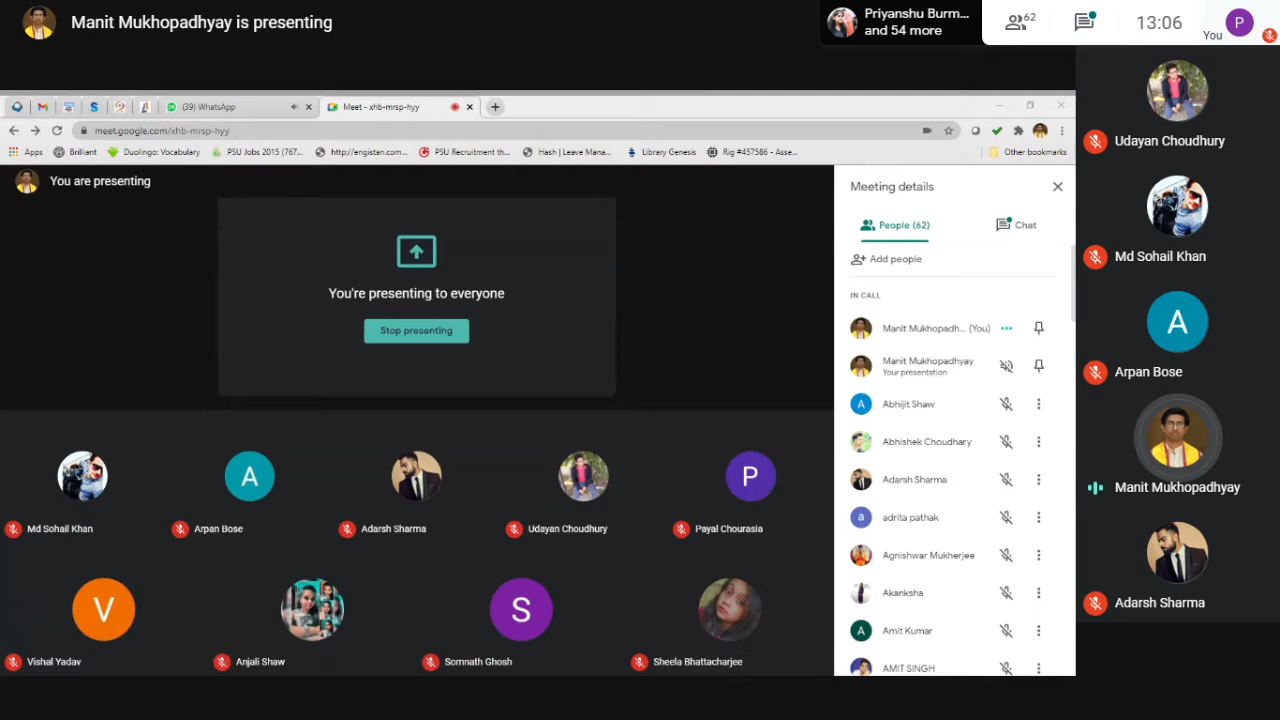 Manit Mukhopadhyay is presenting
Priyanshu Burm...
and 54 more
62
13:06
You
P
(39) WhatsApp
Meet - xhb-mrsp-hyy
meet.google.com/xhb-mrsp-hyy
Apps
Brilliant
Duolingo: Vocabulary
PSU Jobs 2015 (767...
http://engistan.com...
PSU Recruitment th...
Hash | Leave Mana...
Library Genesis
Rig #457586 - Asse...
Other bookmarks
You are presenting
You're presenting to everyone
Stop presenting
Meeting details
People (62)
Chat
Add people
IN CALL
Manit Mukhopadh... (You)
Manit Mukhopadhyay
Your presentation
A
Abhijit Shaw
Abhishek Choudhary
Adarsh Sharma
a
adrita pathak
Agnishwar Mukherjee
Akanksha
A
Amit Kumar
AMIT SINGH
A
P
Md Sohail Khan
Arpan Bose
Adarsh Sharma
Udayan Choudhury
Payal Chourasia
V
S
Vishal Yadav
Anjali Shaw
Somnath Ghosh
Sheela Bhattacharjee
Udayan Choudhury
Md Sohail Khan
A
Arpan Bose
Manit Mukhopadhyay
Adarsh Sharma